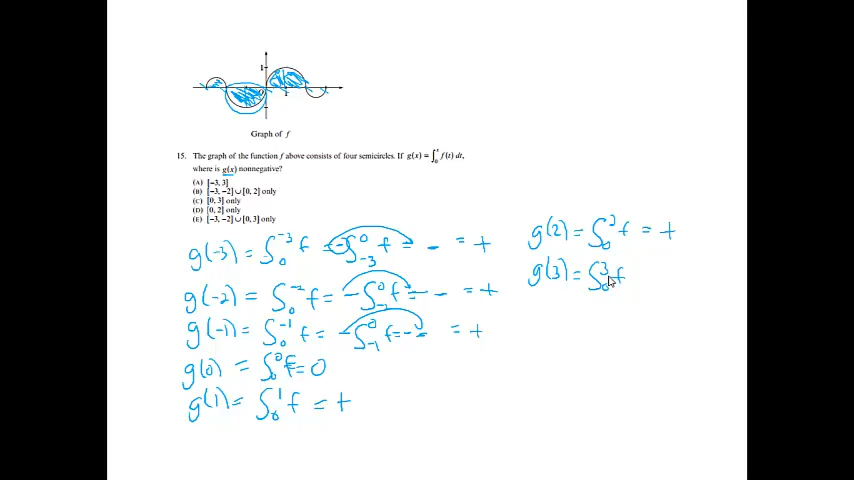 1
0
1
Graph of f
15. The graph of the function f above consists of four semicircles. If g(x) = ∫₀ˣ f(t) dt,
where is g(x) nonnegative?
(A) [−3, 3]
(B) [−3, −2] ∪ [0, 2] only
(C) [0, 3] only
(D) [0, 2] only
(E) [−3, −2] ∪ [0, 3] only
g(-3) = ∫₀⁻³ f = -∫₋₃⁰ f = - - = +
g(-2) = ∫₀⁻² f = -∫₋₂⁰ f = - - = +
g(-1) = ∫₀⁻¹ f = -∫₋₁⁰ f = - - = +
g(0) = ∫₀⁰ f = 0
g(1) = ∫₀¹ f = +
g(2) = ∫₀² f = +
g(3) = ∫₀³ f